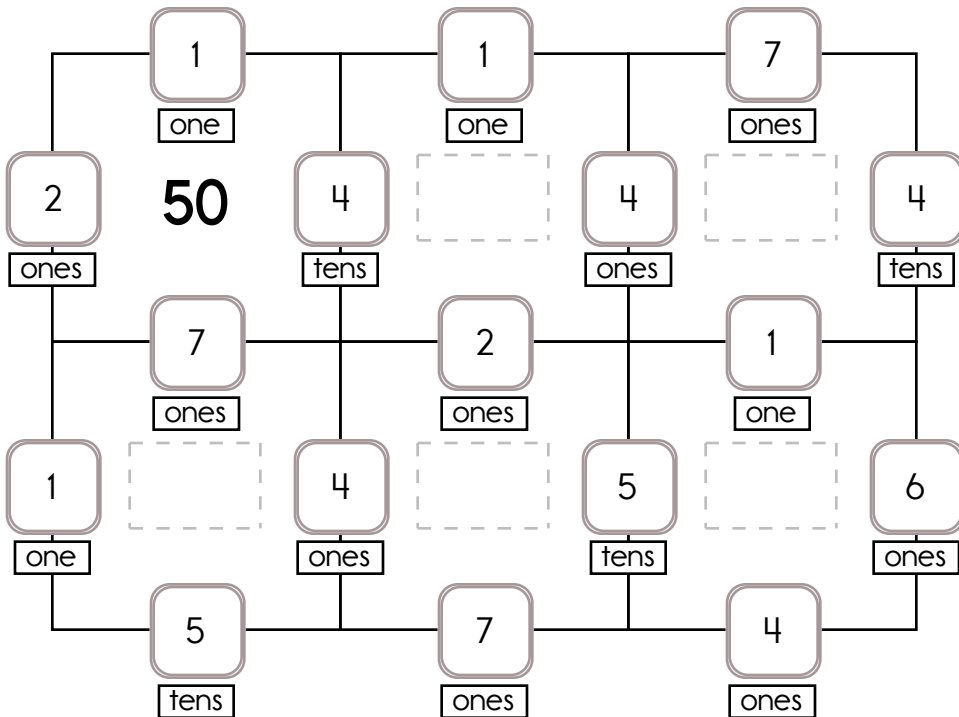 1 1 7
one one ones
2 50 4 4 4
ones tens ones tens
7 2 1
ones ones one
1 4 5 6
one ones tens ones
5 7 4
tens ones ones